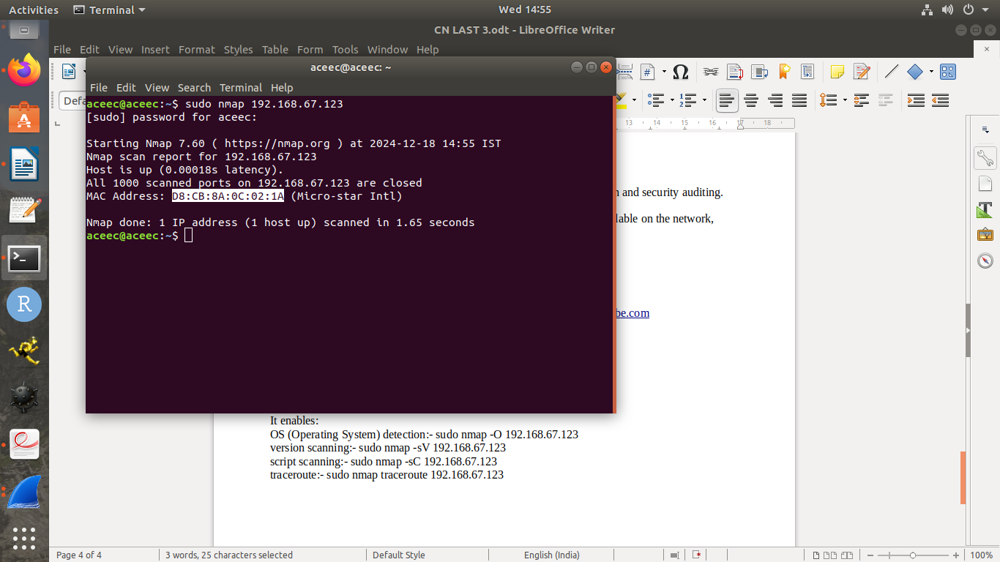 Activities Terminal Wed 14:55
CN LAST 3.odt - LibreOffice Writer
File Edit View Insert Format Styles Table Form Tools Window Help
aceec@aceec: ~
File Edit View Search Terminal Help
aceec@aceec:~$ sudo nmap 192.168.67.123
[sudo] password for aceec:
Starting Nmap 7.60 ( https://nmap.org ) at 2024-12-18 14:55 IST
Nmap scan report for 192.168.67.123
Host is up (0.00018s latency).
All 1000 scanned ports on 192.168.67.123 are closed
MAC Address: D8:CB:8A:0C:02:1A (Micro-star Intl)
Nmap done: 1 IP address (1 host up) scanned in 1.65 seconds
aceec@aceec:~$
Defa
13 14 15 16 17 18
n and security auditing.
lable on the network,
be.com
It enables:
OS (Operating System) detection:- sudo nmap -O 192.168.67.123
version scanning:- sudo nmap -sV 192.168.67.123
script scanning:- sudo nmap -sC 192.168.67.123
traceroute:- sudo nmap traceroute 192.168.67.123
Page 4 of 4 3 words, 25 characters selected Default Style English (India) 100%